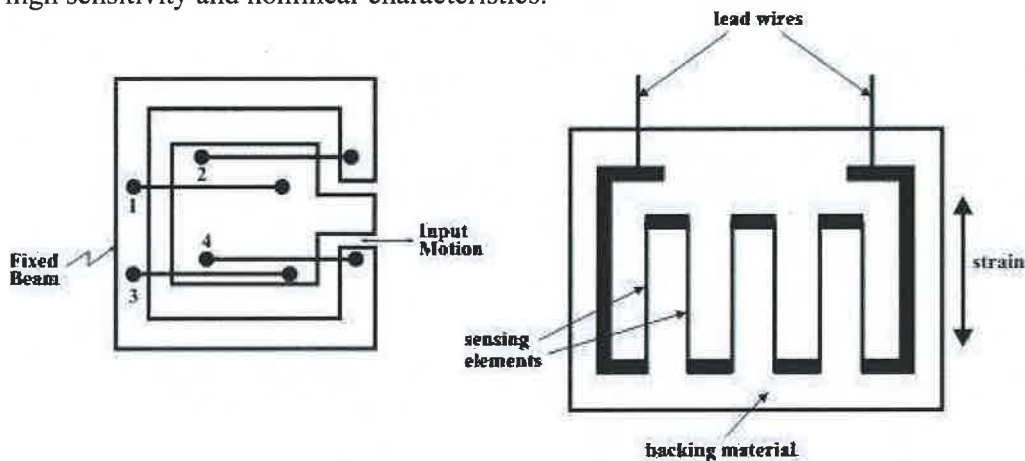 high sensitivity and nonlinear characteristics.
lead wires
2
1
4
3
Fixed
Beam
Input
Motion
strain
sensing
elements
backing material